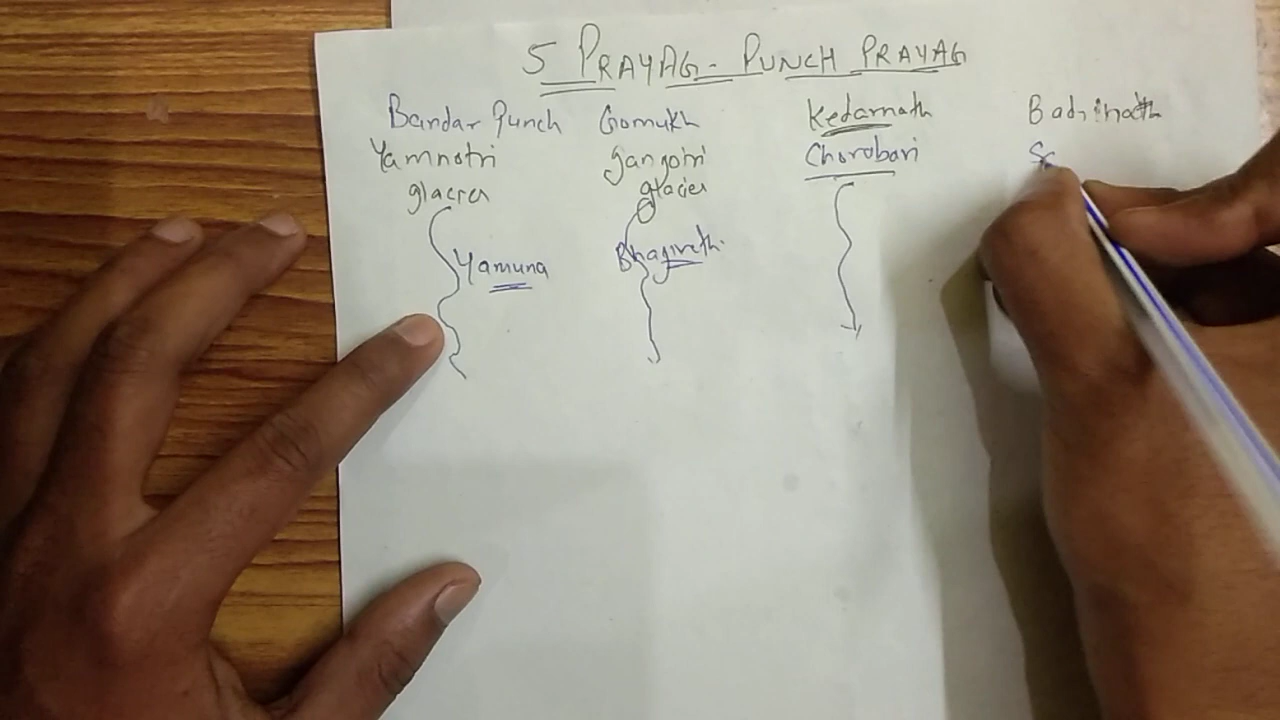 5 PRAYAG - PUNCH PRAYAG
Bandar Punch Gomukh Kedarnath Badrinath
Yamnotri gangotri Chorobari
glacier glacier
Yamuna Bhagirathi